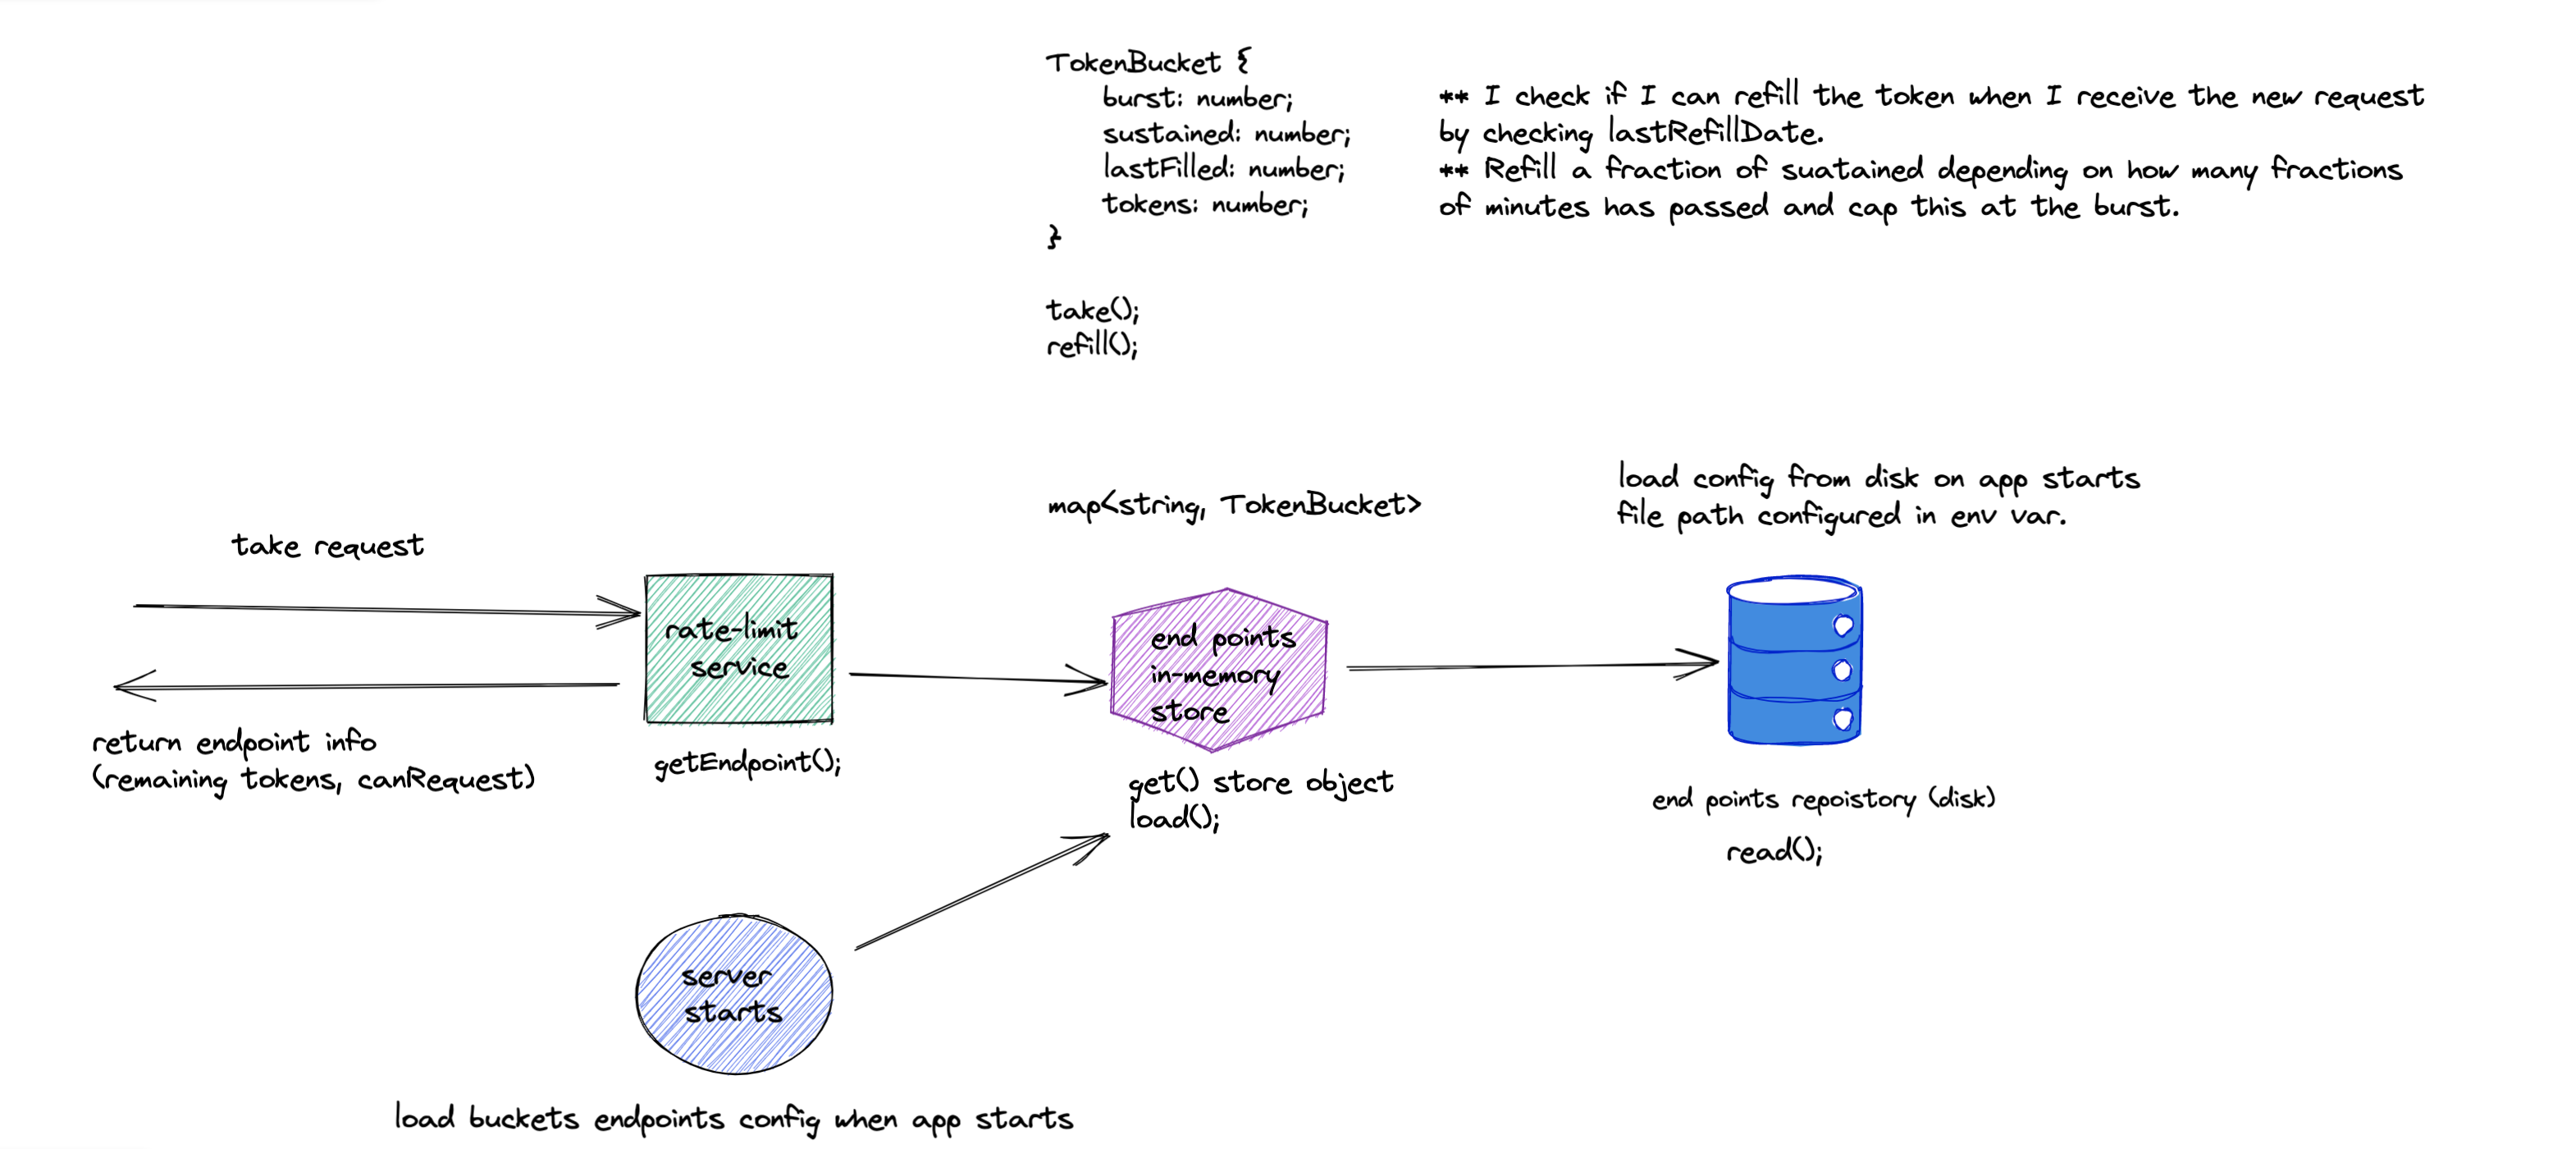 TokenBucket {
burst: number;
sustained: number;
lastFilled: number;
tokens: number;
}
take();
refill();
** I check if I can refill the token when I receive the new request
by checking lastRefillDate.
** Refill a fraction of suatained depending on how many fractions
of minutes has passed and cap this at the burst.
map<string, TokenBucket>
load config from disk on app starts
file path configured in env var.
take request
rate-limit
service
end points
in-memory
store
return endpoint info
(remaining tokens, canRequest)
getEndpoint();
get() store object
load();
end points repoistory (disk)
read();
server
starts
load buckets endpoints config when app starts